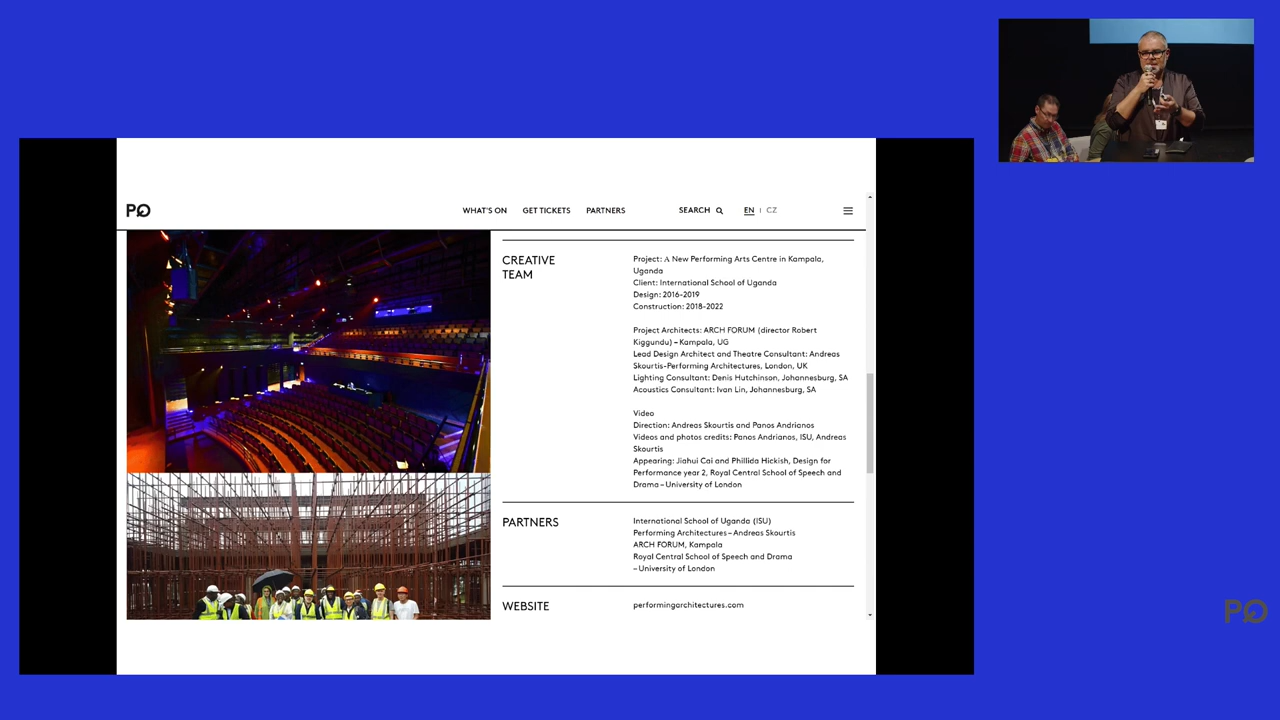 PQ
WHAT'S ON
GET TICKETS
PARTNERS
SEARCH
EN | CZ
CREATIVE
TEAM
Project: A New Performing Arts Centre in Kampala,
Uganda
Client: International School of Uganda
Design: 2016-2019
Construction: 2018-2022
Project Architects: ARCH FORUM (director Robert
Kiggundu) – Kampala, UG
Lead Design Architect and Theatre Consultant: Andreas
Skourtis-Performing Architectures, London, UK
Lighting Consultant: Denis Hutchinson, Johannesburg, SA
Acoustics Consultant: Ivan Lin, Johannesburg, SA
Video
Direction: Andreas Skourtis and Panos Andrianos
Videos and photos credits: Panos Andrianos, ISU, Andreas
Skourtis
Appearing: Jiahui Cai and Phillida Hickish, Design for
Performance year 2, Royal Central School of Speech and
Drama – University of London
PARTNERS
International School of Uganda (ISU)
Performing Architectures – Andreas Skourtis
ARCH FORUM, Kampala
Royal Central School of Speech and Drama
– University of London
WEBSITE
performingarchitectures.com
PQ